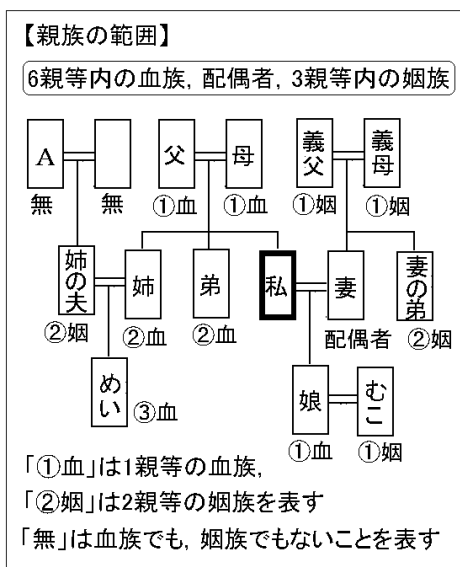 【親族の範囲】
6親等内の血族, 配偶者, 3親等内の姻族
A 父 母 義父 義母
無 無 ①血 ①血 ①姻 ①姻
姉の夫 姉 弟 私 妻 妻の弟
②姻 ②血 ②血 配偶者 ②姻
めい ③血 娘 むこ
①血 ①姻
「①血」は1親等の血族,
「②姻」は2親等の姻族を表す
「無」は血族でも, 姻族でもないことを表す